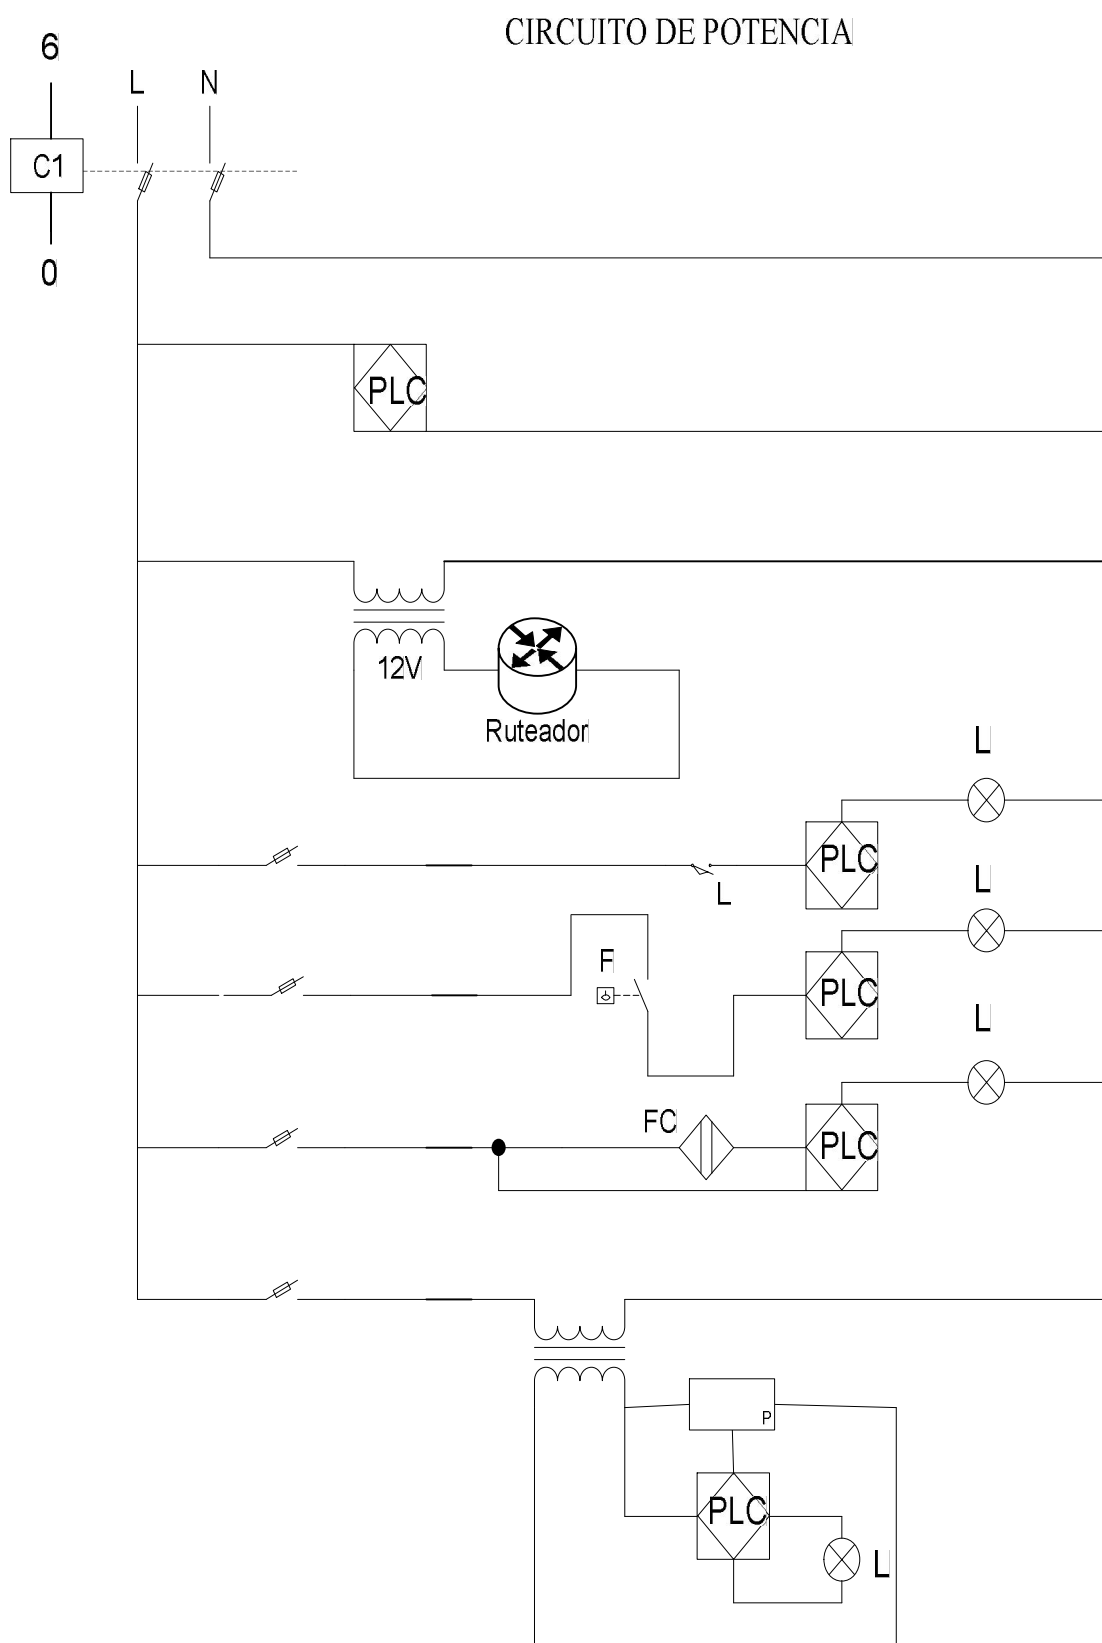 CIRCUITO DE POTENCIA
6
L N
C1
0
PLC
12V
Ruteador
L
PLC
L
L
F
PLC
L
FC
PLC
P
PLC
L